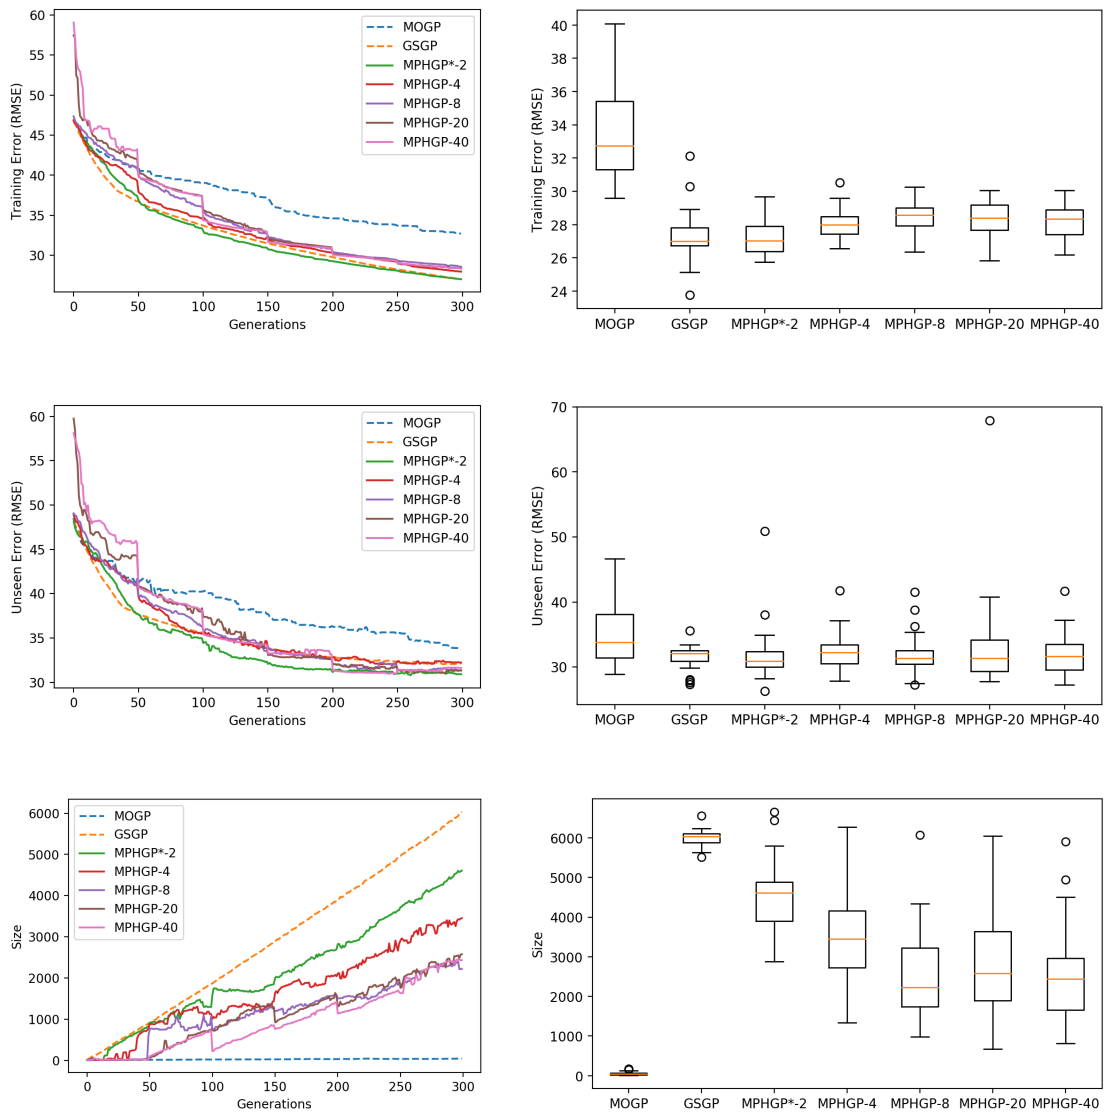 Training Error (RMSE)
60
55
50
45
40
35
30
0 50 100 150 200 250 300
Generations
MOGP
GSGP
MPHGP*-2
MPHGP-4
MPHGP-8
MPHGP-20
MPHGP-40
Training Error (RMSE)
40
38
36
34
32
30
28
26
24
MOGP GSGP MPHGP*-2 MPHGP-4 MPHGP-8 MPHGP-20 MPHGP-40
Unseen Error (RMSE)
60
55
50
45
40
35
30
0 50 100 150 200 250 300
Generations
MOGP
GSGP
MPHGP*-2
MPHGP-4
MPHGP-8
MPHGP-20
MPHGP-40
Unseen Error (RMSE)
70
60
50
40
30
MOGP GSGP MPHGP*-2 MPHGP-4 MPHGP-8 MPHGP-20 MPHGP-40
Size
6000
5000
4000
3000
2000
1000
0
0 50 100 150 200 250 300
Generations
MOGP
GSGP
MPHGP*-2
MPHGP-4
MPHGP-8
MPHGP-20
MPHGP-40
Size
6000
5000
4000
3000
2000
1000
0
MOGP GSGP MPHGP*-2 MPHGP-4 MPHGP-8 MPHGP-20 MPHGP-40